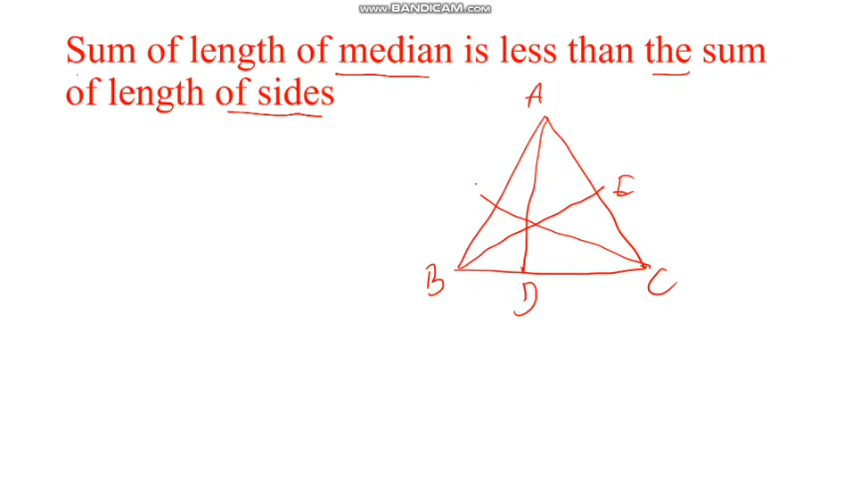 www.BANDICAM.com
Sum of length of median is less than the sum
of length of sides
A
E
B
D
C